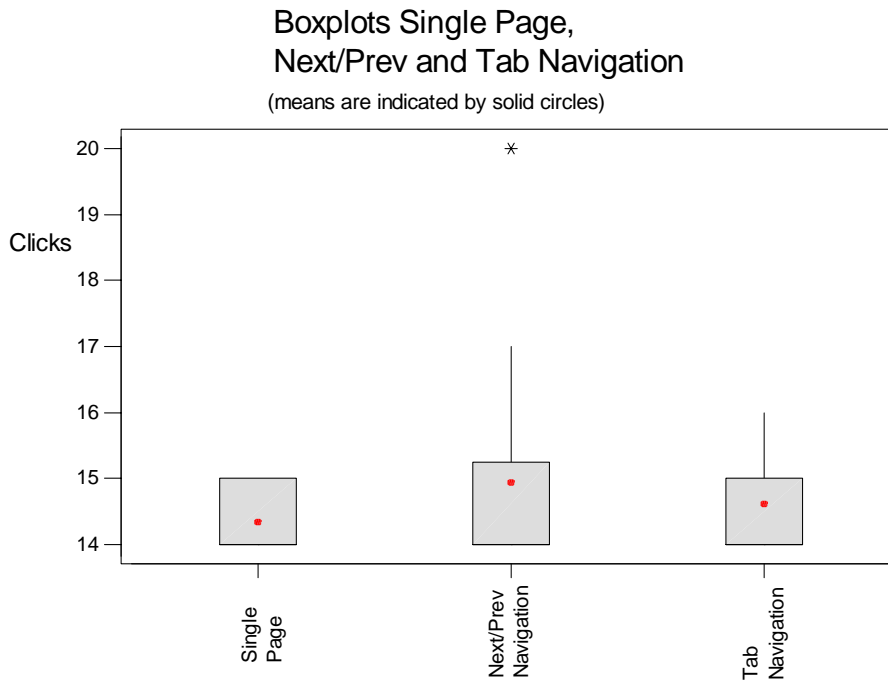 Boxplots Single Page,
Next/Prev and Tab Navigation
(means are indicated by solid circles)
20
19
Clicks
18
17
16
15
14
Single
Page
Next/Prev
Navigation
Tab
Navigation